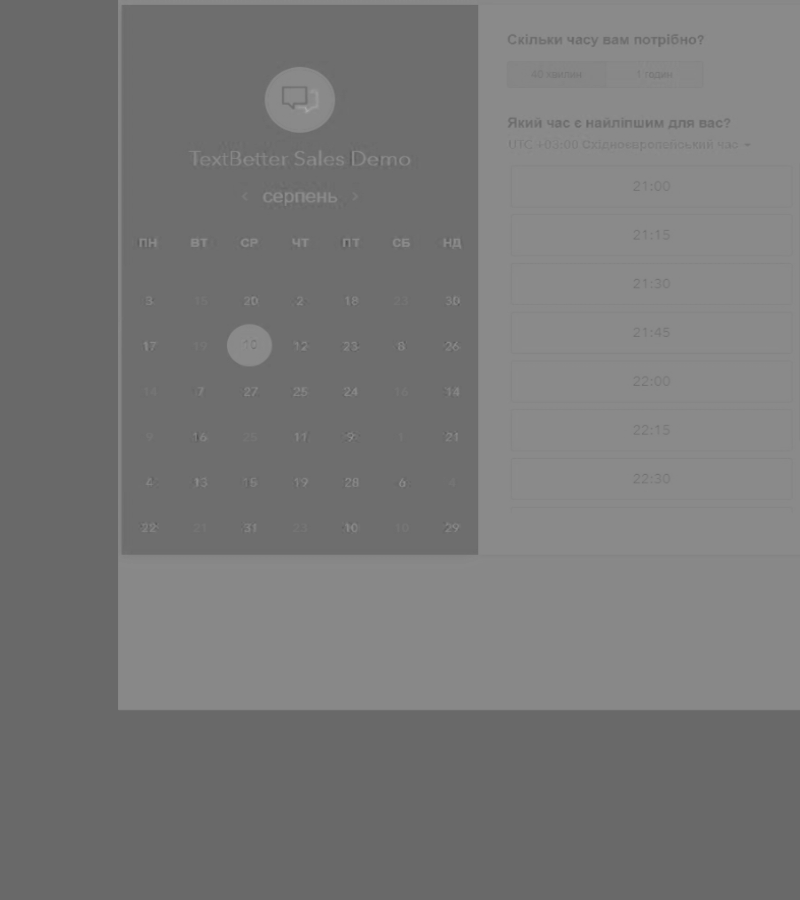 TextBetter Sales Demo
‹ серпень ›
ПН ВТ СР ЧТ ПТ СБ НД
3 15 20 2 18 23 30
17 19 10 12 23 8 26
14 7 27 25 24 16 14
9 16 25 11 9 1 21
4 13 15 19 28 6 4
22 21 31 23 10 10 29
Скільки часу вам потрібно?
30 хвилин 1 годин
Який час є найліпшим для вас?
UTC +03:00 Східноєвропейський час
21:00
21:15
21:30
21:45
22:00
22:15
22:30